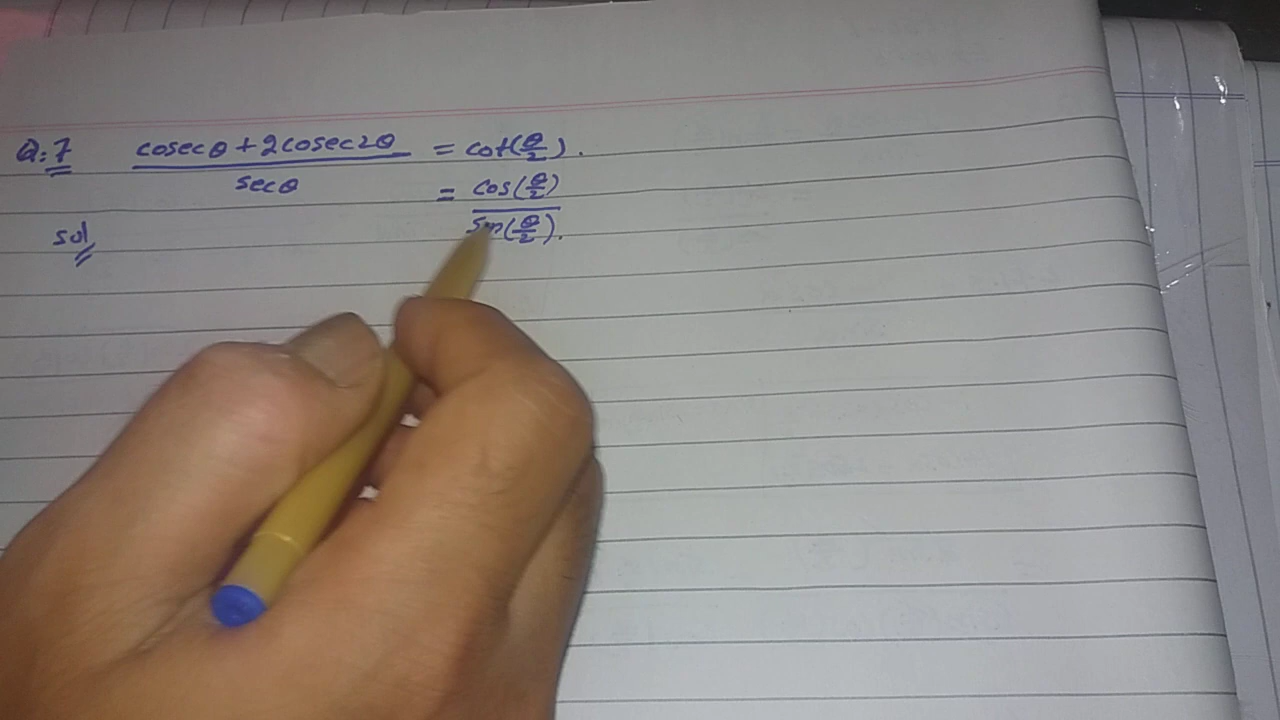 Q:7 cosecθ + 2cosec2θ / secθ = cot(θ/2).
= cos(θ/2) / sin(θ/2).
sol